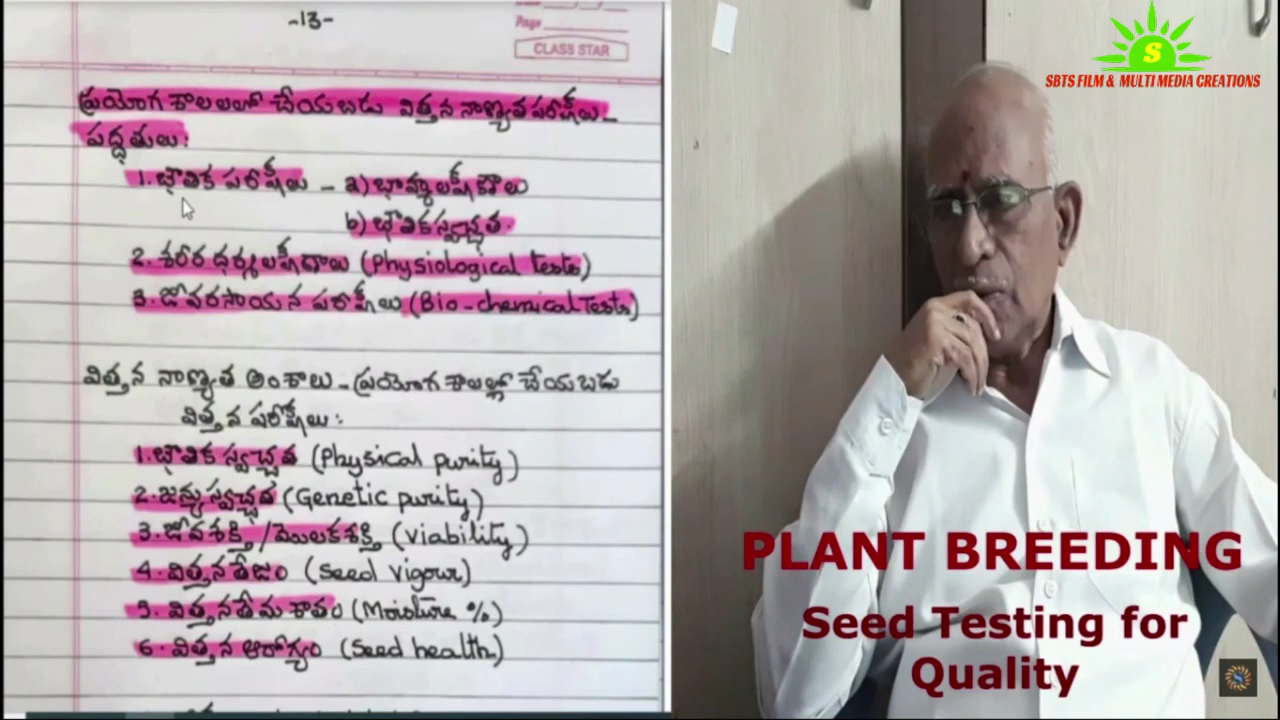 -13-
Page
CLASS STAR
ప్రయోగ శాలలలో చేయబడు విత్తన నాణ్యత పరీక్షలు -
పద్ధతులు:
1. భౌతిక పరీక్షలు - a) భాహ్యలక్షణాలు
b) భౌతిక స్వచ్ఛత.
2. శరీర ధర్మ లక్షణాలు (Physiological tests)
3. జీవరసాయన పరీక్షలు (Bio-chemical Tests)
విత్తన నాణ్యత అంశాలు - ప్రయోగ శాలల్లో చేయబడు
విత్తన పరీక్షలు:
1. భౌతిక స్వచ్ఛత (Physical purity)
2. జన్యు స్వచ్ఛత (Genetic purity)
3. జీవశక్తి / మొలకశక్తి (viability)
4. విత్తనతేజం (Seed vigour)
5. విత్తనతేమ శాతం (Moisture %)
6. విత్తన ఆరోగ్యం (Seed health)
S
SBTS FILM & MULTI MEDIA CREATIONS
PLANT BREEDING
Seed Testing for
Quality